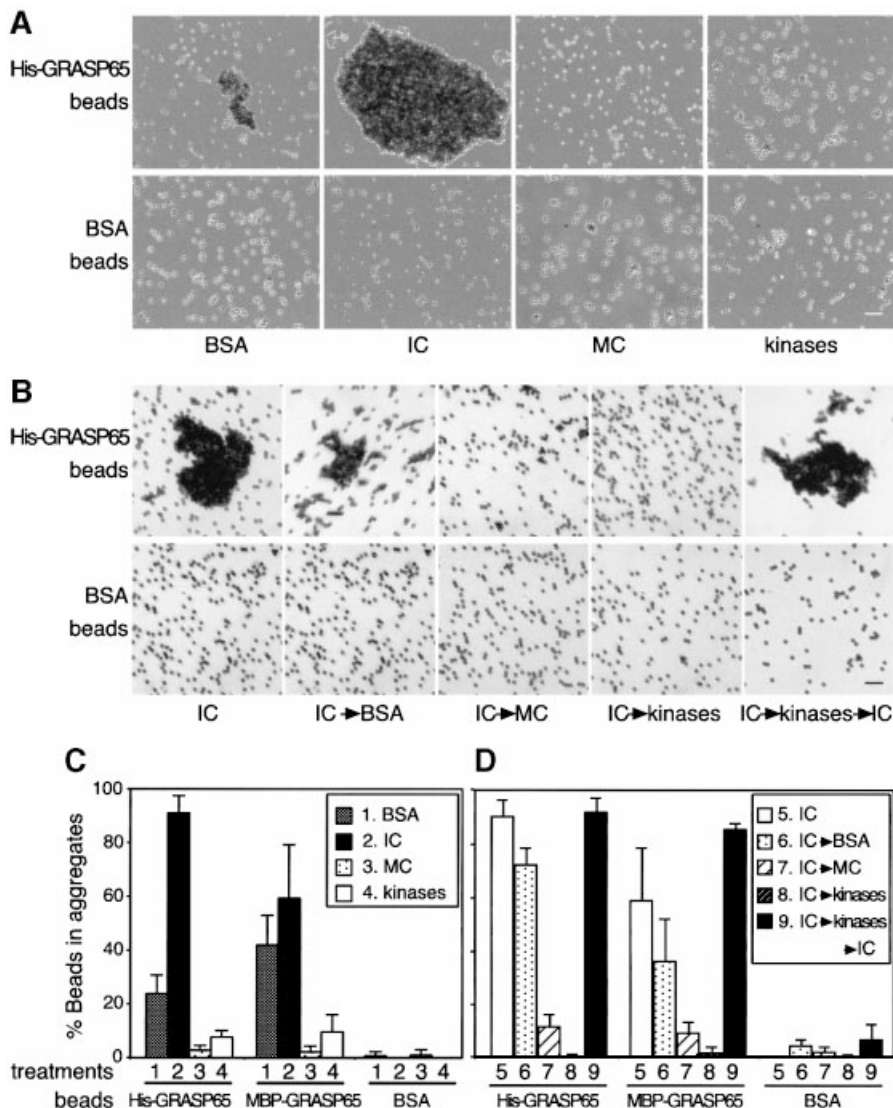 A
His-GRASP65
beads
BSA
beads
BSA IC MC kinases
B
His-GRASP65
beads
BSA
beads
IC IC➛BSA IC➛MC IC➛kinases IC➛kinases➛IC
C D
100
80
60
40
20
0
% Beads in aggregates
1. BSA
2. IC
3. MC
4. kinases
5. IC
6. IC➛BSA
7. IC➛MC
8. IC➛kinases
9. IC➛kinases
➛IC
treatments 1 2 3 4 1 2 3 4 1 2 3 4 5 6 7 8 9 5 6 7 8 9 5 6 7 8 9
beads His-GRASP65 MBP-GRASP65 BSA His-GRASP65 MBP-GRASP65 BSA